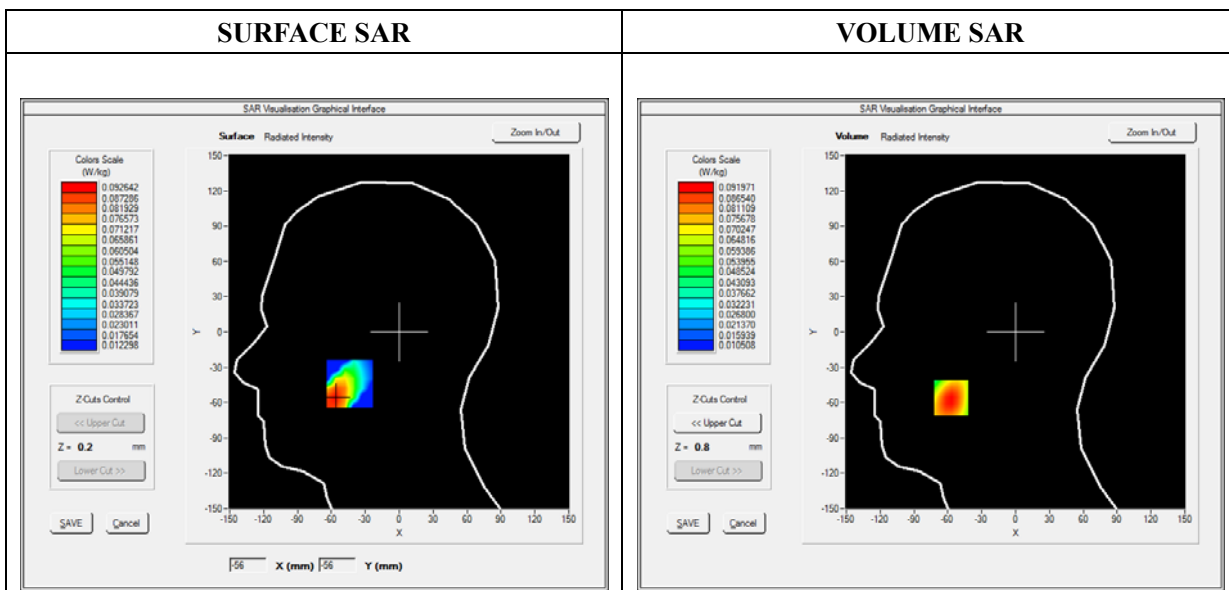 SURFACE SAR
VOLUME SAR
SAR Visualisation Graphical Interface
Surface Radiated Intensity
Zoom In/Out
Colors Scale
(W/kg)
0.092642
0.087286
0.081929
0.076573
0.071217
0.065861
0.060504
0.055148
0.049792
0.044436
0.039079
0.033723
0.028367
0.023011
0.017654
0.012298
Z-Cuts Control
<< Upper Cut
Z = 0.2 mm
Lower Cut >>
SAVE Cancel
150
120
90
60
30
0
-30
-60
-90
-120
-150
Y
-150 -120 -90 -60 -30 0 30 60 90 120 150
X
-56 X (mm) -56 Y (mm)
SAR Visualisation Graphical Interface
Volume Radiated Intensity
Zoom In/Out
Colors Scale
(W/kg)
0.091971
0.086540
0.081109
0.075678
0.070247
0.064816
0.059386
0.053955
0.048524
0.043093
0.037662
0.032231
0.026800
0.021370
0.015939
0.010508
Z-Cuts Control
<< Upper Cut
Z = 0.8 mm
Lower Cut >>
SAVE Cancel
150
120
90
60
30
0
-30
-60
-90
-120
-150
Y
-150 -120 -90 -60 -30 0 30 60 90 120 150
X